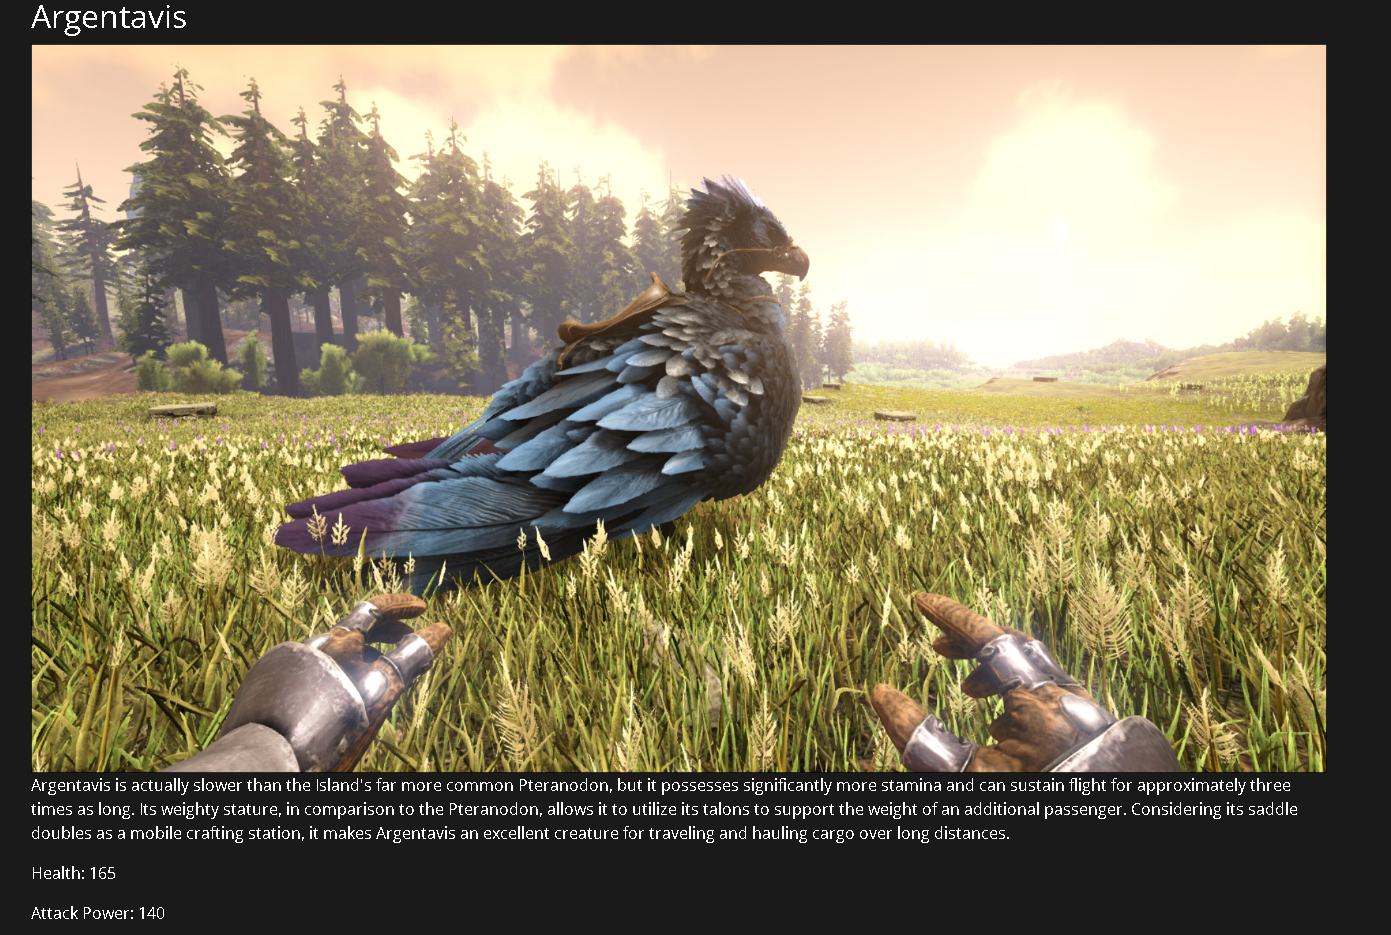 Argentavis
Argentavis is actually slower than the Island's far more common Pteranodon, but it possesses significantly more stamina and can sustain flight for approximately three
times as long. Its weighty stature, in comparison to the Pteranodon, allows it to utilize its talons to support the weight of an additional passenger. Considering its saddle
doubles as a mobile crafting station, it makes Argentavis an excellent creature for traveling and hauling cargo over long distances.
Health: 165
Attack Power: 140